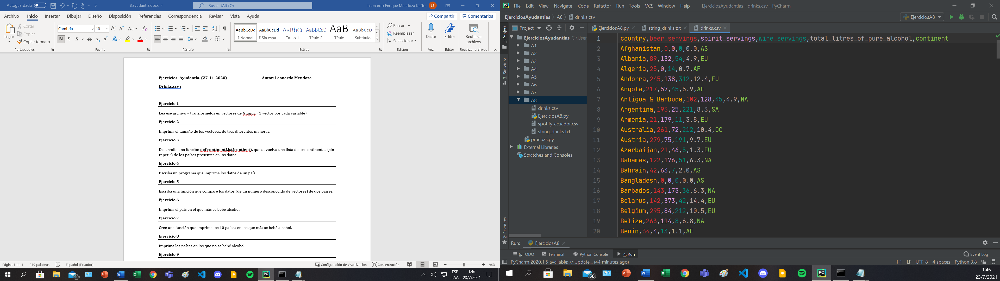 Autoguardado
8.ayudantia.docx
Buscar (Alt+Q)
Leonardo Enrique Mendoza Kuffo
LE
Archivo Inicio Insertar Dibujar Diseño Disposición Referencias Correspondencia Revisar Vista Ayuda
Compartir Comentarios
Pegar
Cortar
Copiar
Copiar formato
Portapapeles
Cambria 10
Fuente
Párrafo
AaBbCcDd AaBbCcDd AaBbCc AaBbCcD AaB AaBbCcD
¶ Normal ¶ Sin espa... Título 1 Título 2 Título Subtítulo
Estilos
Buscar
Reemplazar
Seleccionar
Edición
Dictar
Voz
Editor
Editor
Reutilizar archivos
Reutilizar archivos
Ejercicios: Ayudantía. (27-11-2020) Autor: Leonardo Mendoza
Drinks.csv :
Ejercicio 1
Lea ese archivo y transfórmelos en vectores de Numpy. (1 vector por cada variable)
Ejercicio 2
Imprima el tamaño de los vectores, de tres diferentes maneras.
Ejercicio 3
Desarrolle una función def continentList(contient), que devuelva una lista de los continentes (sin
repetir) de los países presentes en los datos.
Ejercicio 4
Escriba un programa que imprima los datos de un país.
Ejercicio 5
Escriba una función que compare los datos (de un numero desconocido de vectores) de dos países.
Ejercicio 6
Imprima el país en el que más se bebe alcohol.
Ejercicio 7
Cree una función que imprima los 10 países en los que más se bebé alcohol.
Ejercicio 8
Imprima los países en los que no se bebé alcohol.
Ejercicio 9
Página 1 de 1 219 palabras Español (Ecuador) Configuración de visualización Concentración 96%
50
ESP
LAA
1:46
23/7/2021
File Edit View Navigate Code Refactor Run Tools VCS Window Help EjerciciosAyudantias - drinks.csv - PyCharm
EjerciciosAyudantias A8 drinks.csv
EjerciciosA8
Project
EjerciciosA8.py string_drinks.txt drinks.csv
1: Project
7: Structure
2: Favorites
EjerciciosAyudantias C:\User
A1
A2
A3
A4
A5
A6
A7
A8
drinks.csv
EjerciciosA8.py
spotify_ecuador.csv
string_drinks.txt
pruebas.py
External Libraries
Scratches and Consoles
1 country,beer_servings,spirit_servings,wine_servings,total_litres_of_pure_alcohol,continent
2 Afghanistan,0,0,0,0.0,AS
3 Albania,89,132,54,4.9,EU
4 Algeria,25,0,14,0.7,AF
5 Andorra,245,138,312,12.4,EU
6 Angola,217,57,45,5.9,AF
7 Antigua & Barbuda,102,128,45,4.9,NA
8 Argentina,193,25,221,8.3,SA
9 Armenia,21,179,11,3.8,EU
10 Australia,261,72,212,10.4,OC
11 Austria,279,75,191,9.7,EU
12 Azerbaijan,21,46,5,1.3,EU
13 Bahamas,122,176,51,6.3,NA
14 Bahrain,42,63,7,2.0,AS
15 Bangladesh,0,0,0,0.0,AS
16 Barbados,143,173,36,6.3,NA
17 Belarus,142,373,42,14.4,EU
18 Belgium,295,84,212,10.5,EU
19 Belize,263,114,8,6.8,NA
20 Benin,34,4,13,1.1,AF
Run: EjerciciosA8
6: TODO Terminal Python Console 4: Run Event Log
PyCharm 2020.1.5 available: // Update... (44 minutes ago) 1:1 LF UTF-8 4 spaces Python 3.8
50
1:46
23/7/2021